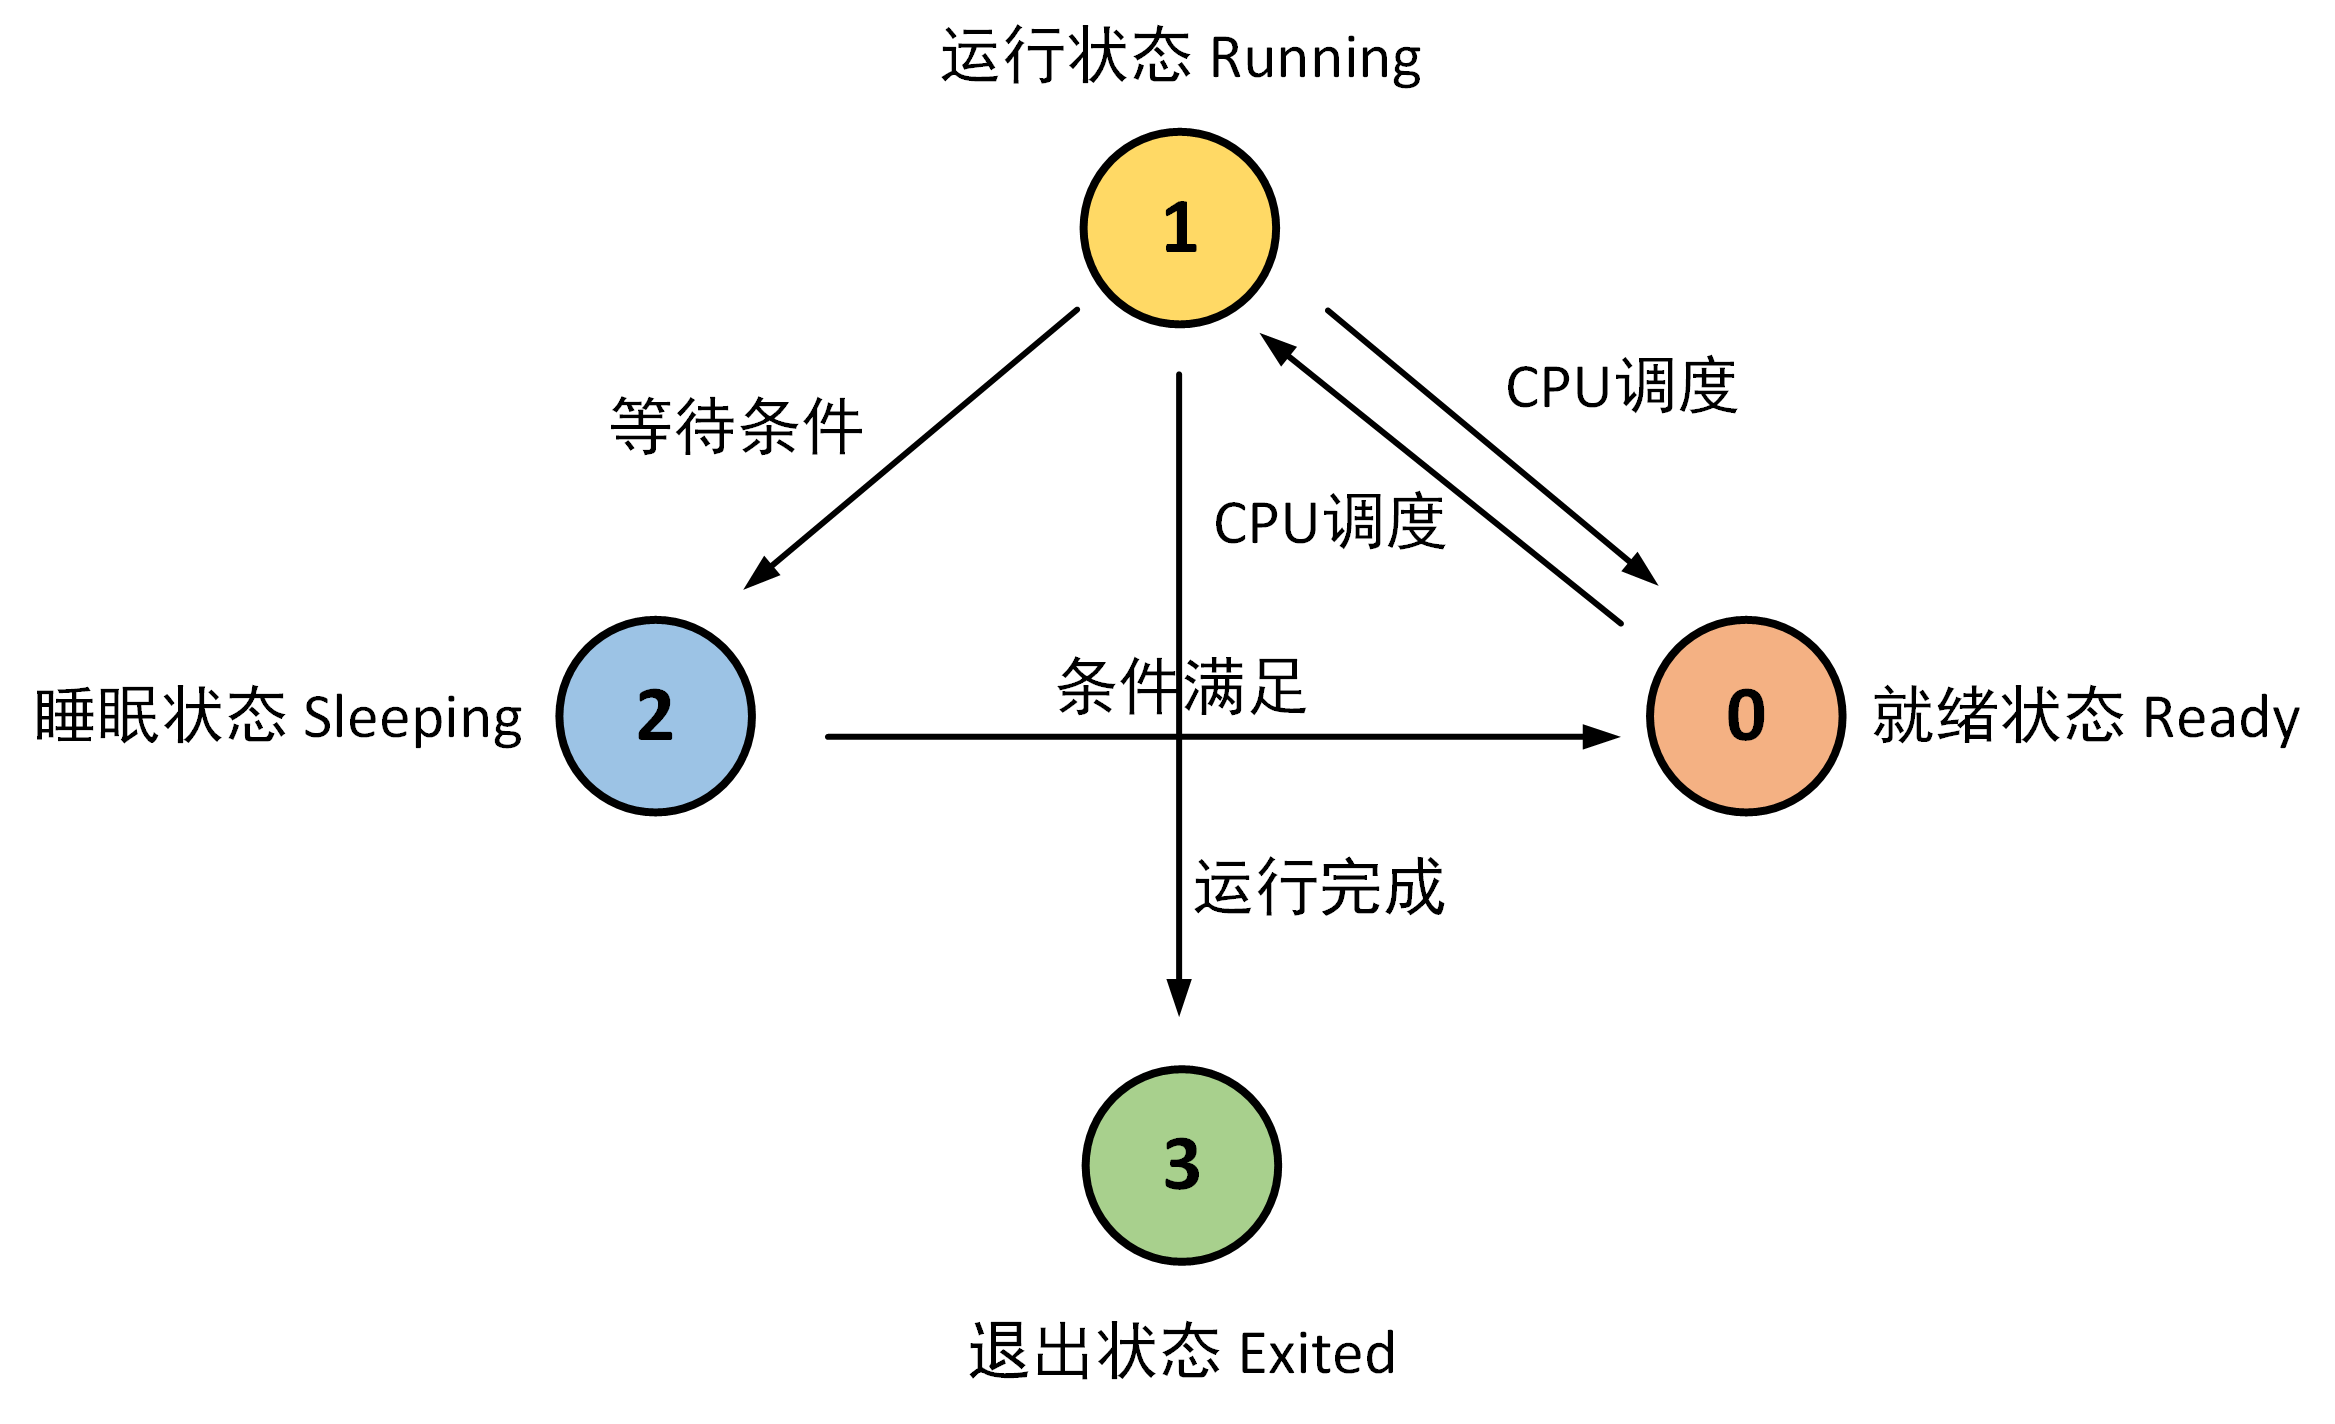 运行状态 Running
1
CPU调度
等待条件
CPU调度
条件满足
睡眠状态 Sleeping
2
0
就绪状态 Ready
运行完成
3
退出状态 Exited